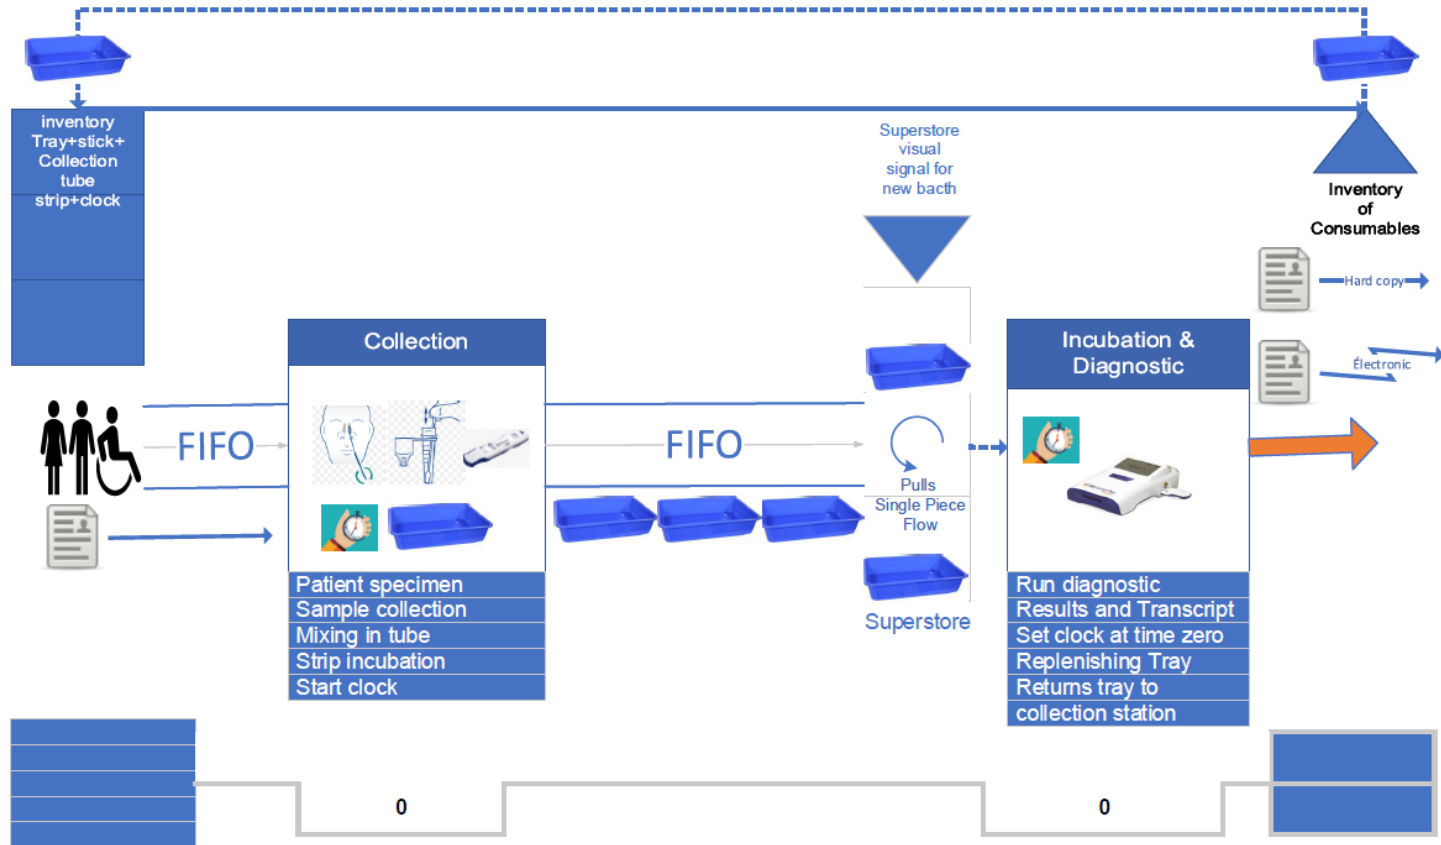 inventory
Tray+stick+
Collection
tube
strip+clock
Superstore
visual
signal for
new bacth
Inventory
of
Consumables
Hard copy
Électronic
Collection
Incubation &
Diagnostic
FIFO
FIFO
Pulls
Single Piece
Flow
Superstore
Patient specimen
Sample collection
Mixing in tube
Strip incubation
Start clock
Run diagnostic
Results and Transcript
Set clock at time zero
Replenishing Tray
Returns tray to
collection station
0
0